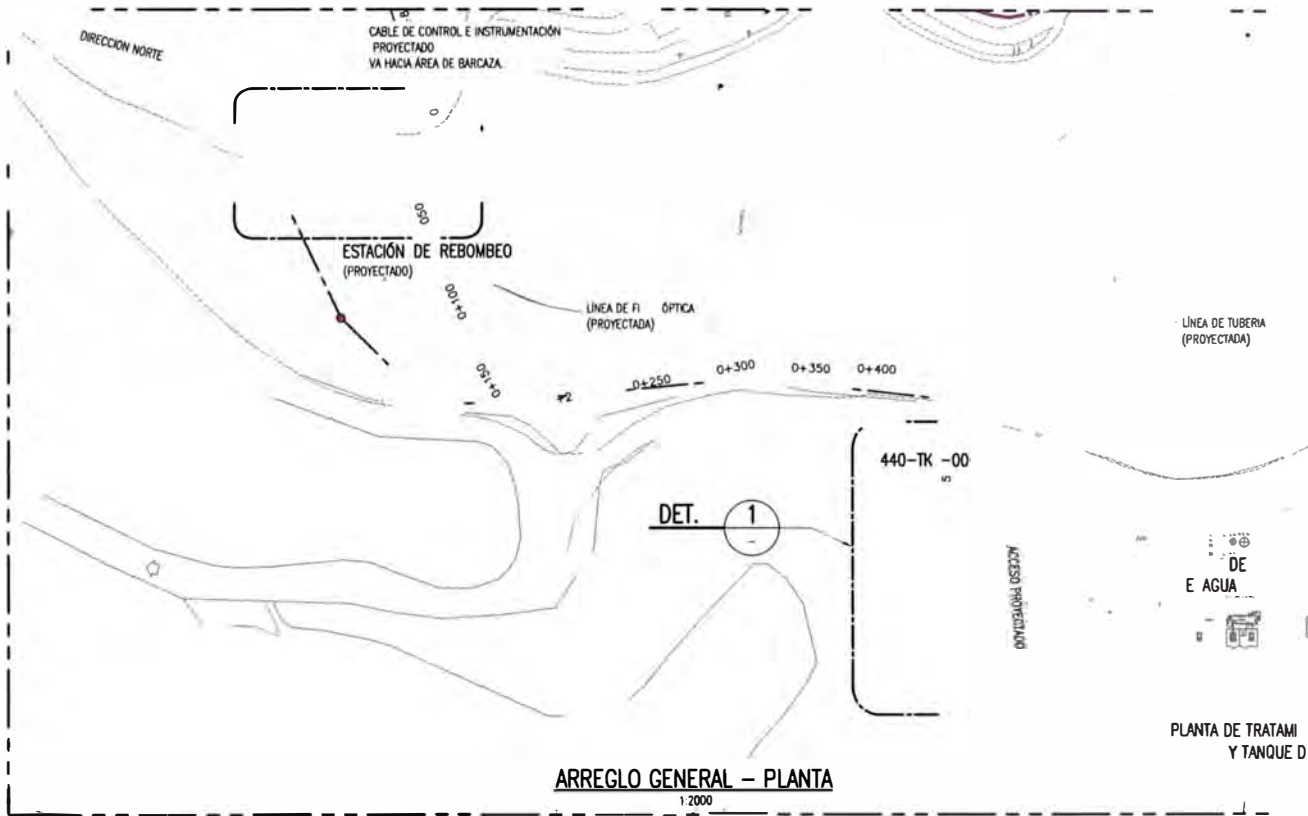 CABLE DE CONTROL E INSTRUMENTACIÓN
PROYECTADO
VA HACIA ÁREA DE BARCAZA.
DIRECCION NORTE
0
050
ESTACIÓN DE REBOMBEO
(PROYECTADO)
0+100
LÍNEA DE FI ÓPTICA
(PROYECTADA)
LÍNEA DE TUBERIA
(PROYECTADA)
0+150
0+250
0+300
0+350
0+400
440-TK -00
5
DET.
1
-
ACCESO PROYECTADO
DE
E AGUA
PLANTA DE TRATAMI
Y TANQUE D
ARREGLO GENERAL – PLANTA
1:2000